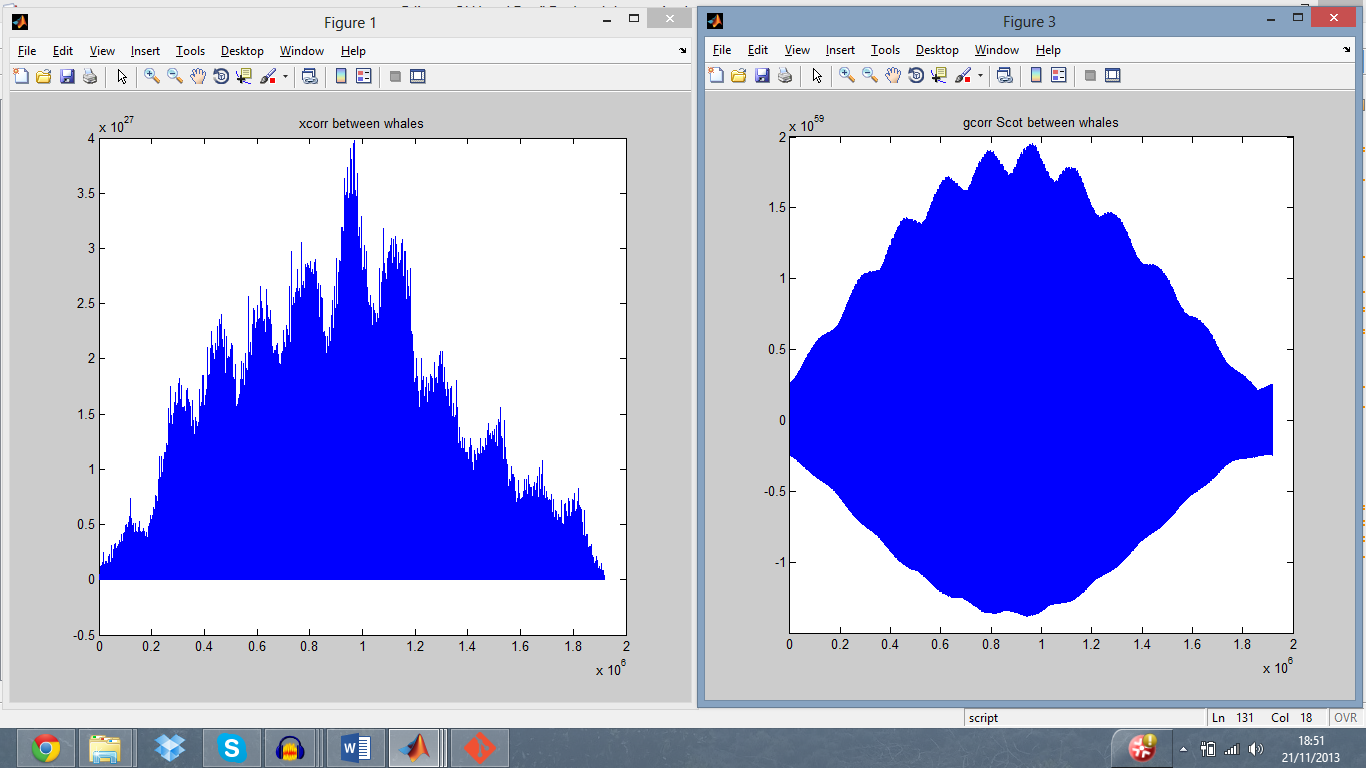 Figure 1
File Edit View Insert Tools Desktop Window Help
xcorr between whales
x 10^27
4
3.5
3
2.5
2
1.5
1
0.5
0
-0.5
0 0.2 0.4 0.6 0.8 1 1.2 1.4 1.6 1.8 2
x 10^6
Figure 3
File Edit View Insert Tools Desktop Window Help
gcorr Scot between whales
x 10^59
2
1.5
1
0.5
0
-0.5
-1
0 0.2 0.4 0.6 0.8 1 1.2 1.4 1.6 1.8 2
x 10^6
script Ln 131 Col 18 OVR
18:51
21/11/2013